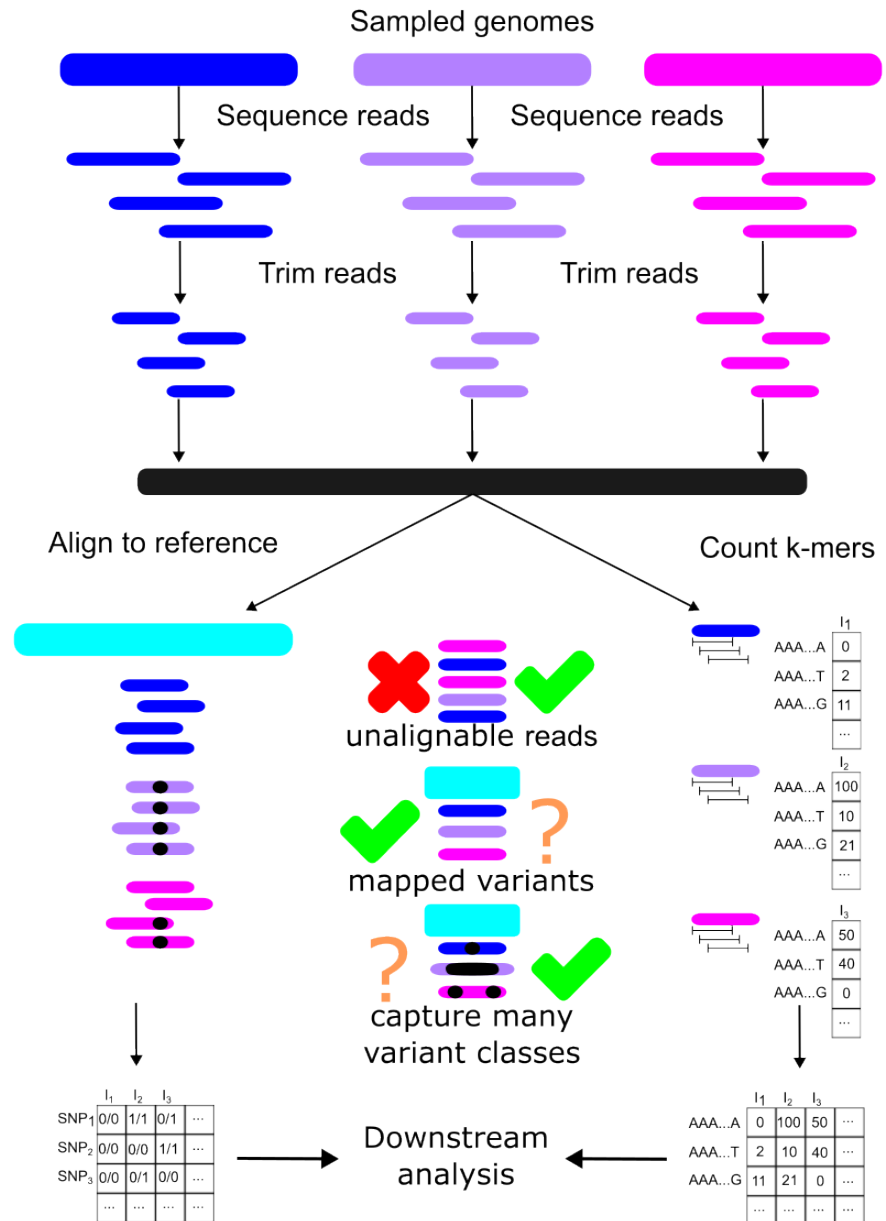 Sampled genomes
Sequence reads
Sequence reads
Trim reads
Trim reads
Align to reference
Count k-mers
I1
AAA...A 0
AAA...T 2
AAA...G 11
...
unalignable reads
I2
AAA...A 100
AAA...T 10
AAA...G 21
...
?
mapped variants
I3
AAA...A 50
AAA...T 40
AAA...G 0
...
?
capture many
variant classes
I1 I2 I3
SNP1 0/0 1/1 0/1 ...
SNP2 0/0 0/0 1/1 ...
SNP3 0/0 0/1 0/0 ...
... ... ... ...
Downstream
analysis
I1 I2 I3
AAA...A 0 100 50 ...
AAA...T 2 10 40 ...
AAA...G 11 21 0 ...
... ... ... ...